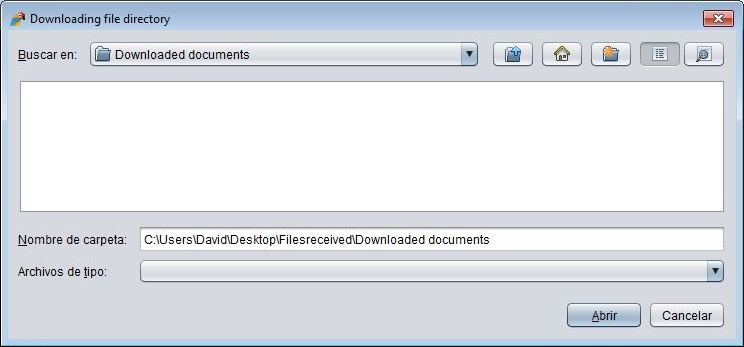 Downloading file directory
Buscar en: Downloaded documents
Nombre de carpeta: C:\Users\David\Desktop\Filesreceived\Downloaded documents
Archivos de tipo:
Abrir Cancelar